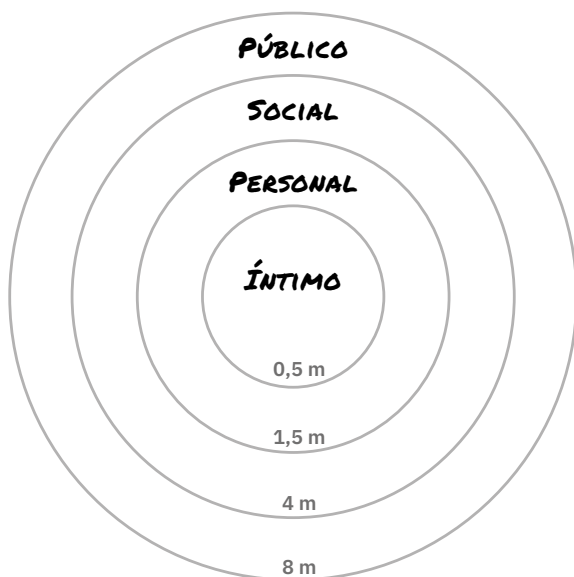 Público
Social
Personal
Íntimo
0,5 m
1,5 m
4 m
8 m